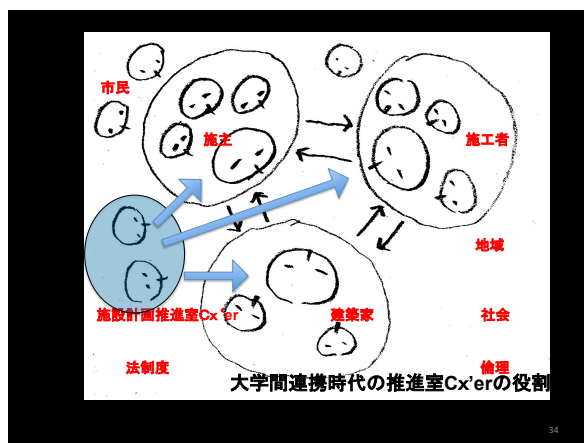 市民
施主
施工者
地域
施設計画推進室Cx'er
建築家
社会
法制度
倫理
大学間連携時代の推進室Cx'erの役割
34